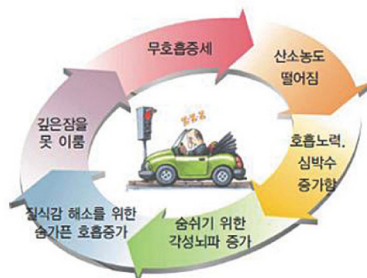 무호흡증세
산소농도
떨어짐
호흡노력,
심박수
증가함
숨쉬기 위한
각성뇌파 증가
질식감 해소를 위한
숨가픈 호흡증가
깊은잠을
못 이룸
zZZ